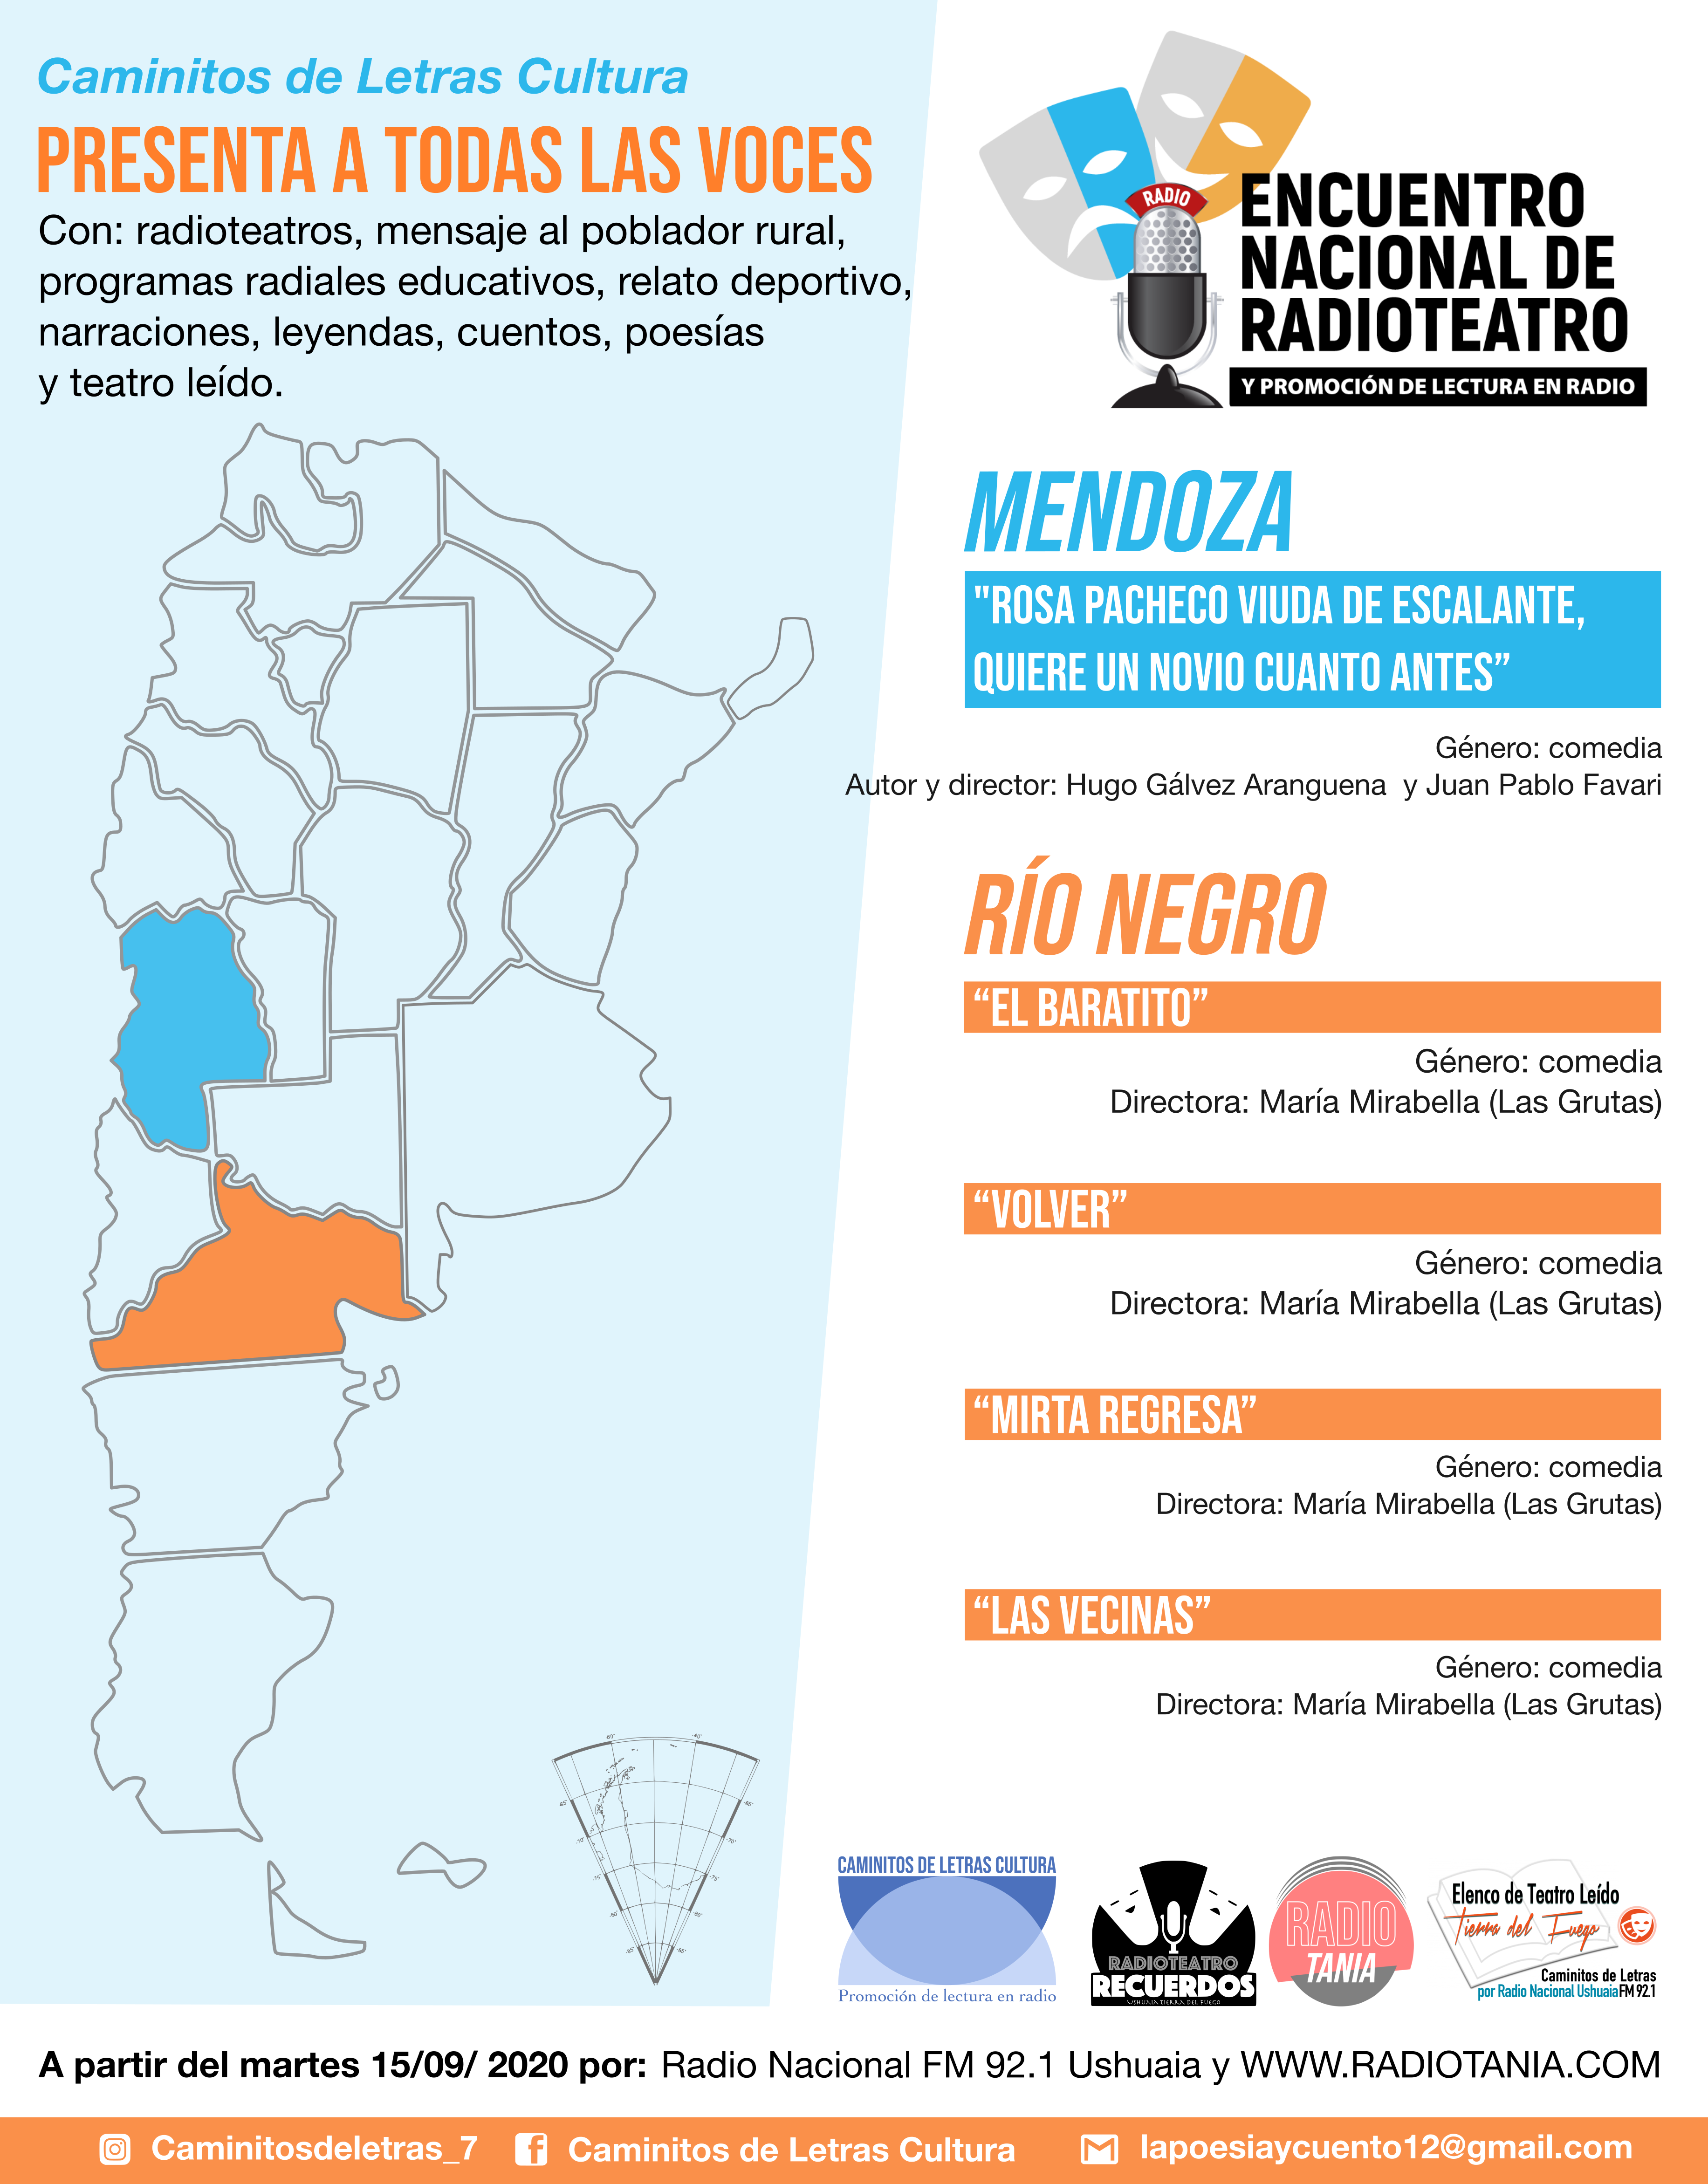 Caminitos de Letras Cultura
PRESENTA A TODAS LAS VOCES
Con: radioteatros, mensaje al poblador rural,
programas radiales educativos, relato deportivo,
narraciones, leyendas, cuentos, poesías
y teatro leído.
RADIO
ENCUENTRO
NACIONAL DE
RADIOTEATRO
Y PROMOCIÓN DE LECTURA EN RADIO
MENDOZA
"ROSA PACHECO VIUDA DE ESCALANTE,
QUIERE UN NOVIO CUANTO ANTES”
Género: comedia
Autor y director: Hugo Gálvez Aranguena y Juan Pablo Favari
RÍO NEGRO
“EL BARATITO”
Género: comedia
Directora: María Mirabella (Las Grutas)
“VOLVER”
Género: comedia
Directora: María Mirabella (Las Grutas)
“MIRTA REGRESA”
Género: comedia
Directora: María Mirabella (Las Grutas)
“LAS VECINAS”
Género: comedia
Directora: María Mirabella (Las Grutas)
CAMINITOS DE LETRAS CULTURA
Promoción de lectura en radio
RADIOTEATRO
RECUERDOS
USHUAIA TIERRA DEL FUEGO
RADIO
TANIA
Elenco de Teatro Leído
Tierra del Fuego
Caminitos de Letras
por Radio Nacional Ushuaia FM 92.1
A partir del martes 15/09/ 2020 por: Radio Nacional FM 92.1 Ushuaia y WWW.RADIOTANIA.COM
Caminitosdeletras_7
Caminitos de Letras Cultura
lapoesiaycuento12@gmail.com